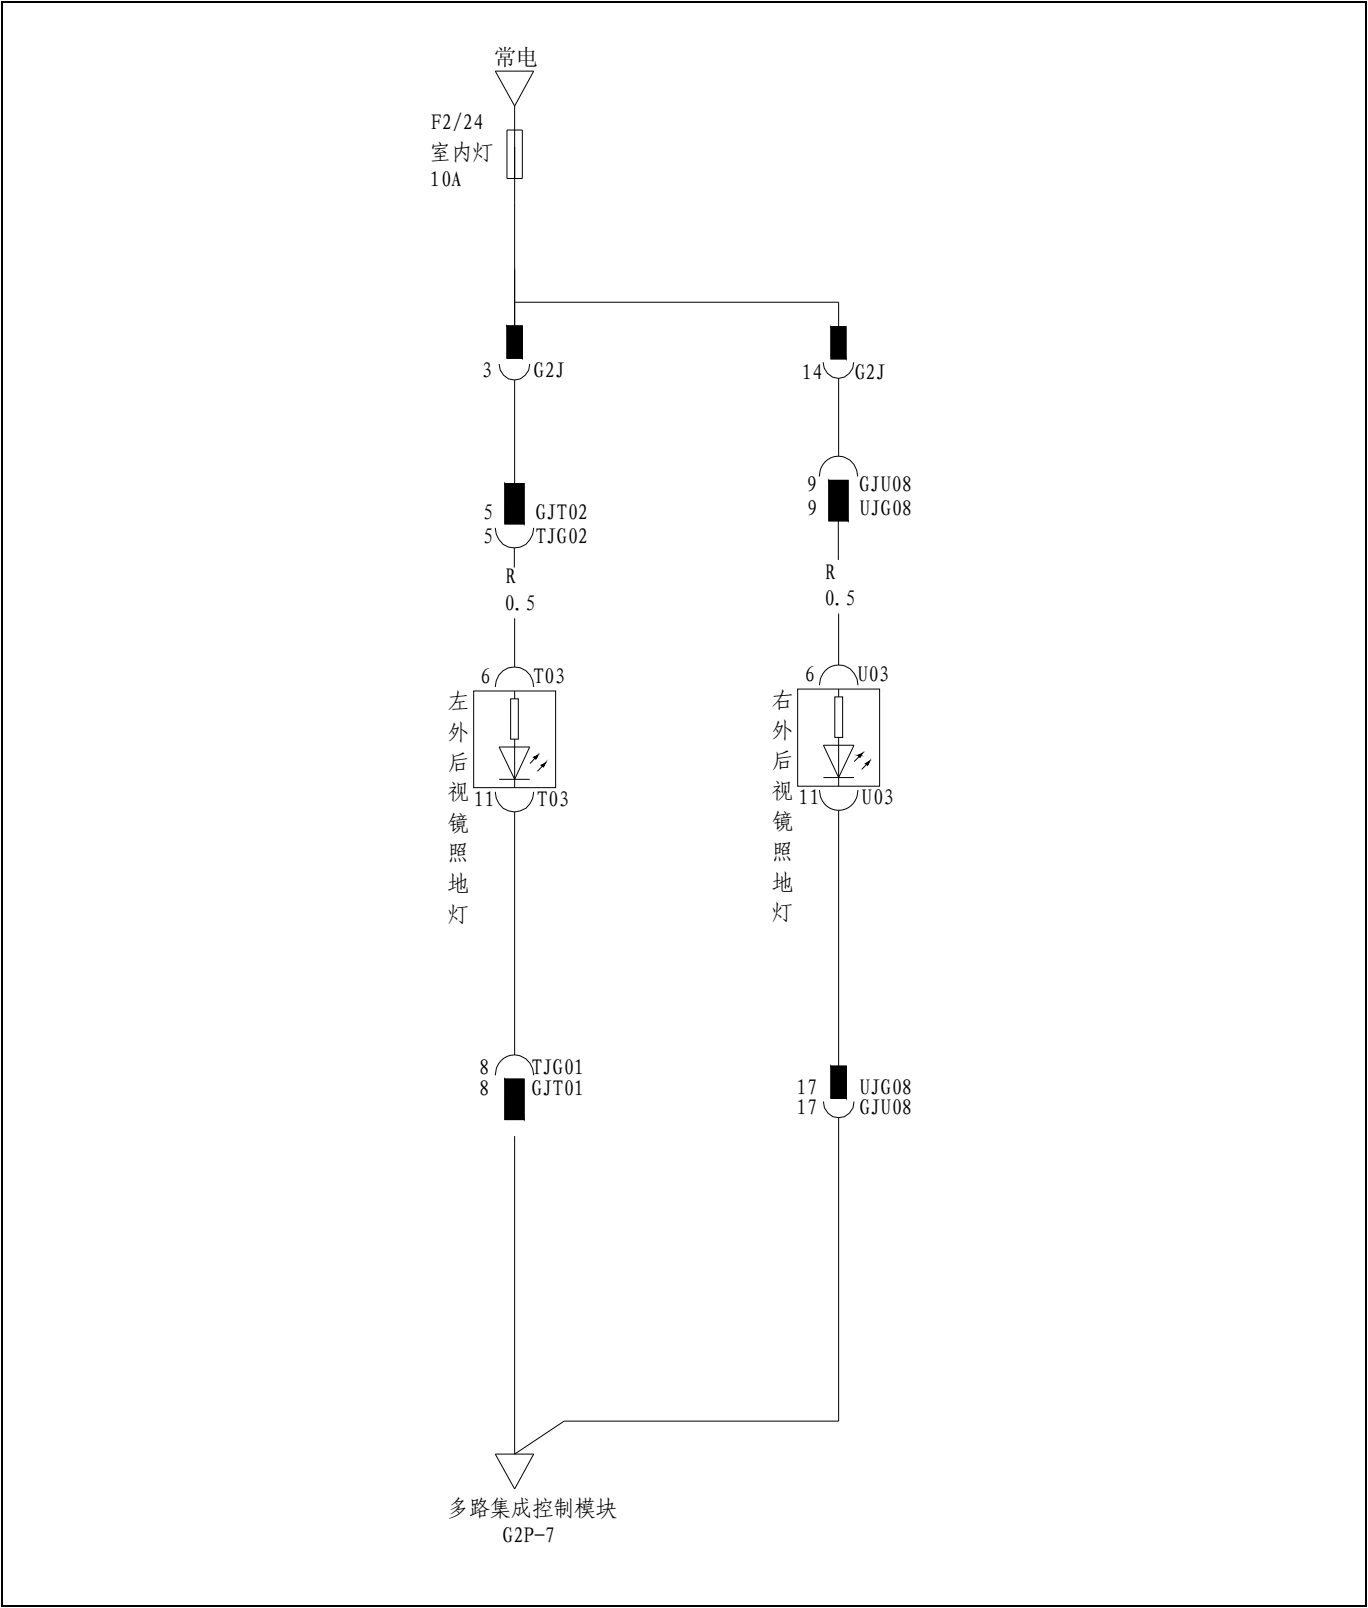 常电
F2/24
室内灯
10A
3 G2J
14 G2J
5 GJT02
5 TJG02
9 GJU08
9 UJG08
R
0.5
R
0.5
6 T03
左外后视镜照地灯
11 T03
6 U03
右外后视镜照地灯
11 U03
8 TJG01
8 GJT01
17 UJG08
17 GJU08
多路集成控制模块
G2P-7